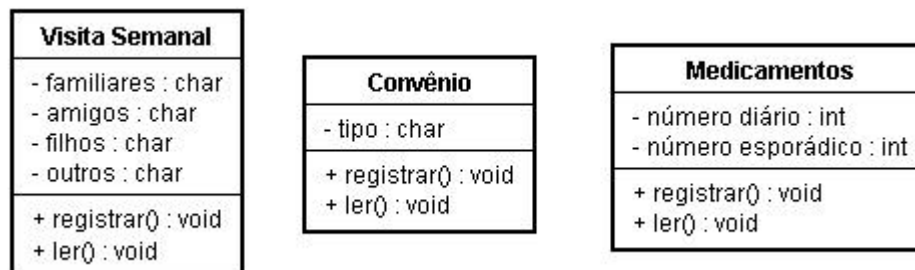 Visita Semanal
- familiares : char
- amigos : char
- filhos : char
- outros : char
+ registrar() : void
+ ler() : void
Convênio
- tipo : char
+ registrar() : void
+ ler() : void
Medicamentos
- número diário : int
- número esporádico : int
+ registrar() : void
+ ler() : void